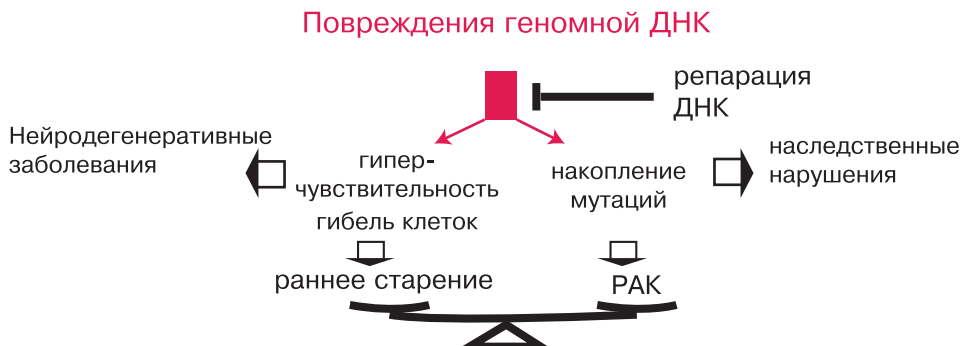 Повреждения геномной ДНК
репарация
ДНК
Нейродегенеративные
заболевания
гипер-
чувствительность
гибель клеток
накопление
мутаций
наследственные
нарушения
раннее старение
РАК